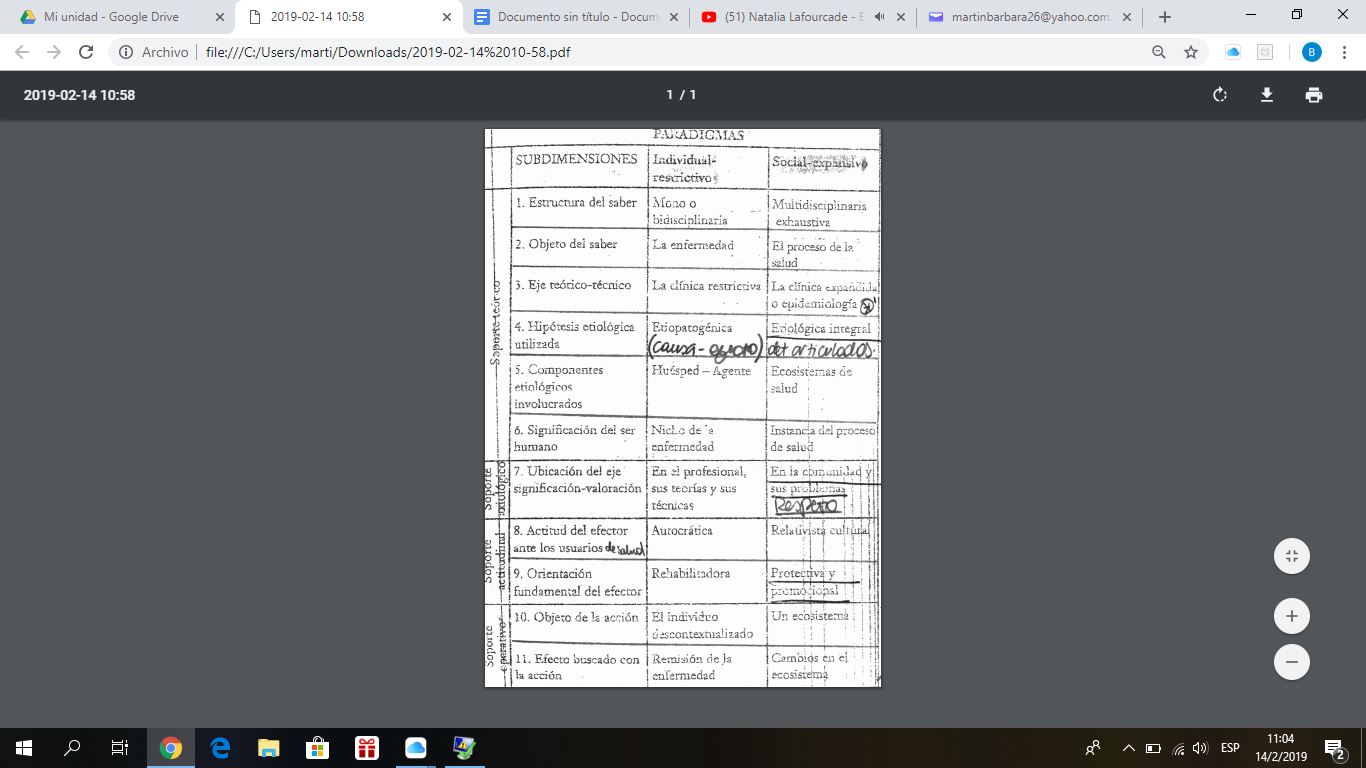 Mi unidad - Google Drive
2019-02-14 10:58
Documento sin título - Docum
(51) Natalia Lafourcade - E
martinbarbara26@yahoo.com
Archivo
file:///C:/Users/marti/Downloads/2019-02-14%2010-58.pdf
B
2019-02-14 10:58
1 / 1
PARADIGMAS
SUBDIMENSIONES
Individual-
restrictivo
Social-expansivo
Soporte teórico
1. Estructura del saber
Mono o
bidisciplinaria
Multidisciplinaria
exhaustiva
2. Objeto del saber
La enfermedad
El proceso de la
salud
3. Eje teórico-técnico
La clínica restrictiva
La clínica expandida
o epidemiología
4. Hipótesis etiológica
utilizada
Etiopatogénica
(causa-efecto)
Etiológica integral
det articulados.
5. Componentes
etiológicos
involucrados
Huésped – Agente
Ecosistemas de
salud
6. Significación del ser
humano
Nicho de la
enfermedad
Instancia del proceso
de salud
Soporte
axiológico
7. Ubicación del eje
significación-valoración
En el profesional,
sus teorías y sus
técnicas
En la comunidad y
sus problemas
Respeto
Soporte
actitudinal
8. Actitud del efector
ante los usuarios de salud
Autocrática
Relativista cultural
9. Orientación
fundamental del efector
Rehabilitadora
Protectiva y
promocional
Soporte
operativo
10. Objeto de la acción
El individuo
descontextualizado
Un ecosistema
11. Efecto buscado con
la acción
Remisión de la
enfermedad
Cambios en el
ecosistema
ESP
11:04
14/2/2019
2